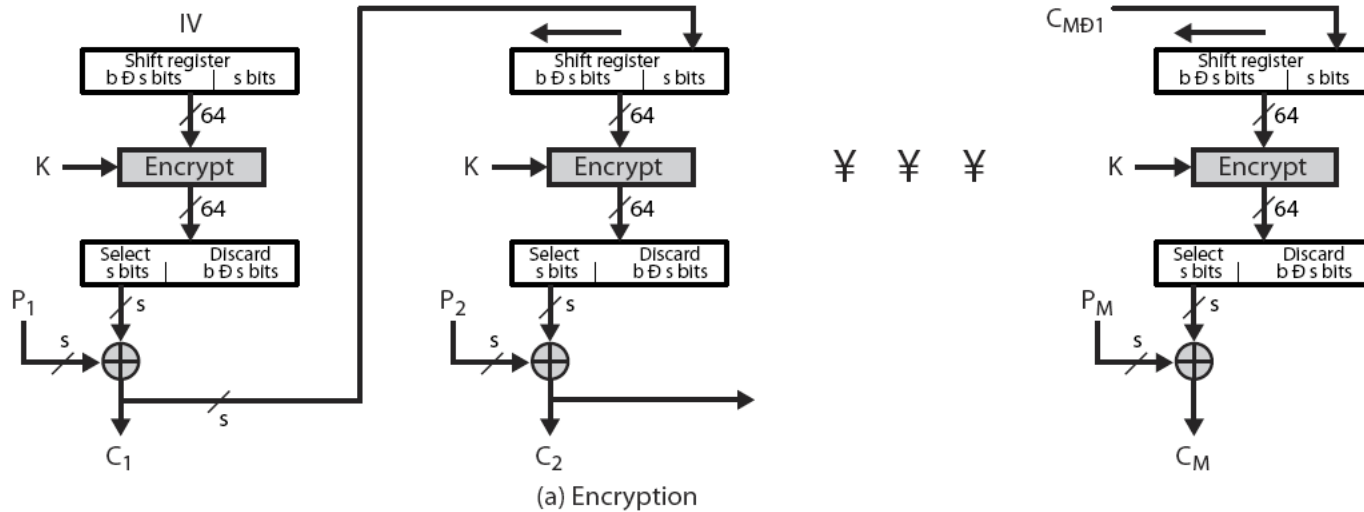 IV
Shift register
b Ð s bits | s bits
64
K
Encrypt
64
Select Discard
s bits | b Ð s bits
P1
s
s
s
C1
Shift register
b Ð s bits | s bits
64
K
Encrypt
64
Select Discard
s bits | b Ð s bits
P2
s
s
C2
¥ ¥ ¥
CMÐ1
Shift register
b Ð s bits | s bits
64
K
Encrypt
64
Select Discard
s bits | b Ð s bits
PM
s
s
CM
(a) Encryption